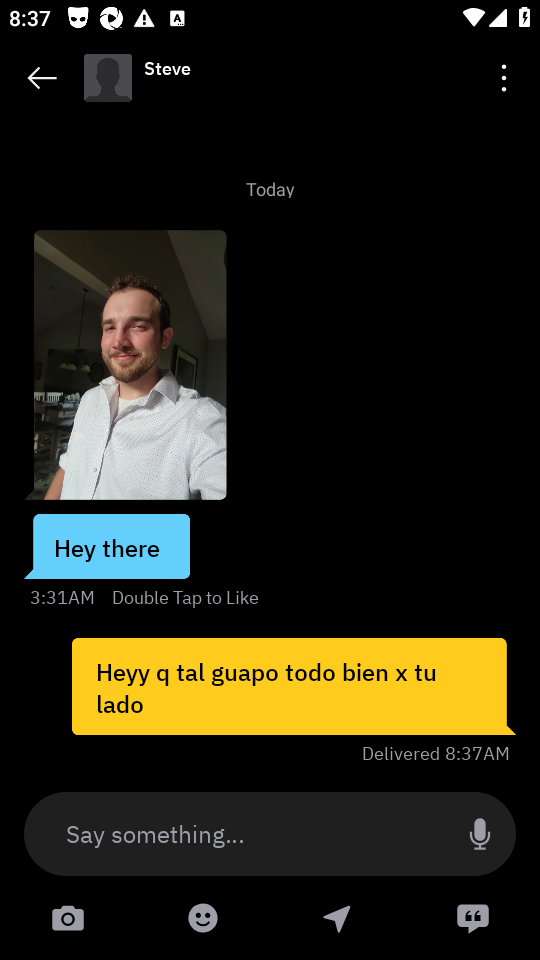 8:37
Steve
Today
Hey there
3:31AM Double Tap to Like
Heyy q tal guapo todo bien x tu
lado
Delivered 8:37AM
Say something...